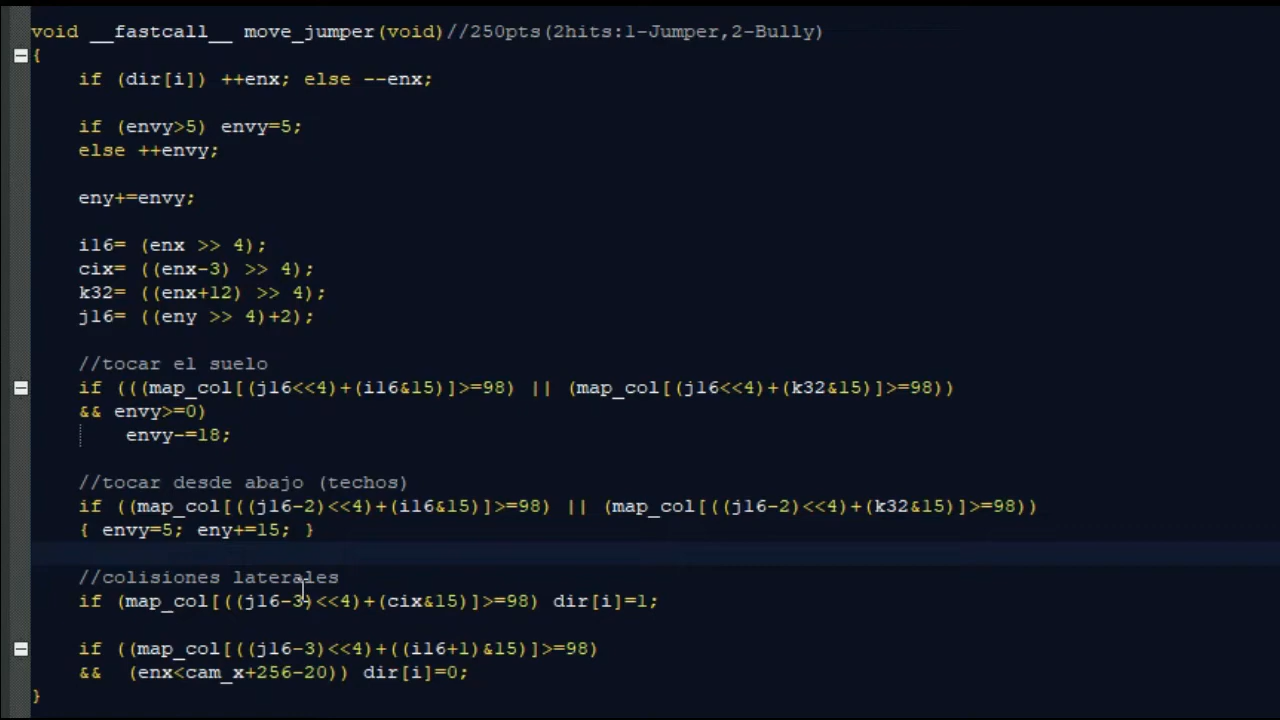 void __fastcall__ move_jumper(void)//250pts(2hits:1-Jumper,2-Bully)
{
    if (dir[i]) ++enx; else --enx;
    if (envy>5) envy=5;
    else ++envy;
    eny+=envy;
    i16= (enx >> 4);
    cix= ((enx-3) >> 4);
    k32= ((enx+12) >> 4);
    j16= ((eny >> 4)+2);
    //tocar el suelo
    if (((map_col[(j16<<4)+(i16&15)]>=98) || (map_col[(j16<<4)+(k32&15)]>=98))
    && envy>=0)
        envy-=18;
    //tocar desde abajo (techos)
    if ((map_col[((j16-2)<<4)+(i16&15)]>=98) || (map_col[((j16-2)<<4)+(k32&15)]>=98))
    { envy=5; eny+=15; }
    //colisiones laterales
    if (map_col[((j16-3)<<4)+(cix&15)]>=98) dir[i]=1;
    if ((map_col[((j16-3)<<4)+((i16+1)&15)]>=98)
    &&  (enx<cam_x+256-20)) dir[i]=0;
}